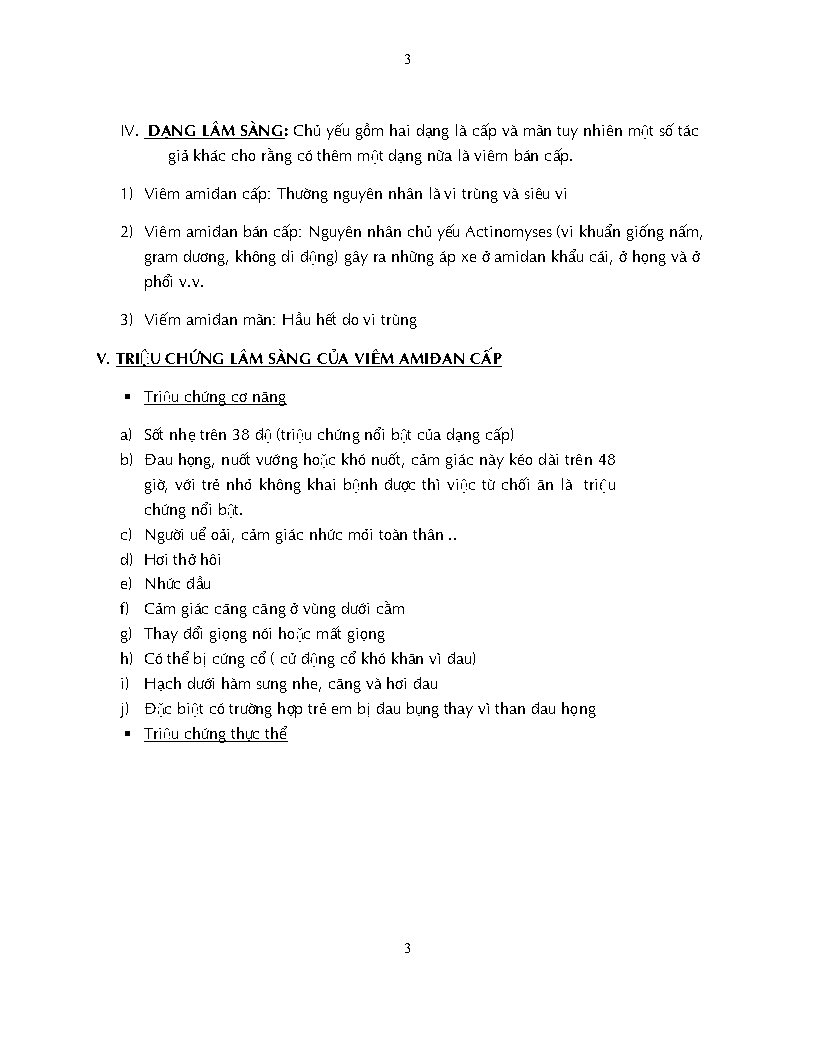 3
IV. DẠNG LÂM SÀNG: Chủ yếu gồm hai dạng là cấp và mãn tuy nhiên một số tác
giả khác cho rằng có thêm một dạng nữa là viêm bán cấp.
1) Viêm amiđan cấp: Thường nguyên nhân là vi trùng và siêu vi
2) Viêm amiđan bán cấp: Nguyên nhân chủ yếu Actinomyses (vi khuẩn giống nấm,
gram dương, không di động) gây ra những áp xe ở amidan khẩu cái, ở họng và ở
phổi v.v.
3) Viếm amiđan mãn: Hầu hết do vi trùng
V. TRIỆU CHỨNG LÂM SÀNG CỦA VIÊM AMIĐAN CẤP
▪ Triệu chứng cơ năng
a) Sốt nhẹ trên 38 độ (triệu chứng nổi bật của dạng cấp)
b) Đau họng, nuốt vướng hoặc khó nuốt, cảm giác này kéo dài trên 48
giờ, với trẻ nhỏ không khai bệnh được thì việc từ chối ăn là triệu
chứng nổi bật.
c) Người uể oải, cảm giác nhức mỏi toàn thân ..
d) Hơi thở hôi
e) Nhức đầu
f) Cảm giác căng căng ở vùng dưới cằm
g) Thay đổi giọng nói hoặc mất giọng
h) Có thể bị cứng cổ ( cử động cổ khó khăn vì đau)
i) Hạch dưới hàm sưng nhe, căng và hơi đau
j) Đặc biệt có trường hợp trẻ em bị đau bụng thay vì than đau họng
▪ Triệu chứng thực thể
3